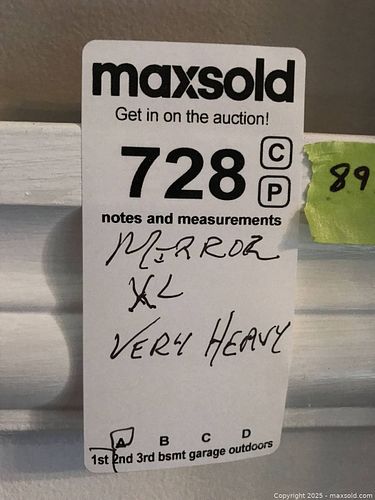 maxsold
Get in on the auction!
728
C
P
89
notes and measurements
MIRROR
XL
VERY HEAVY
A B C D
1st 2nd 3rd bsmt garage outdoors
Copyright © 2025 - maxsold.com